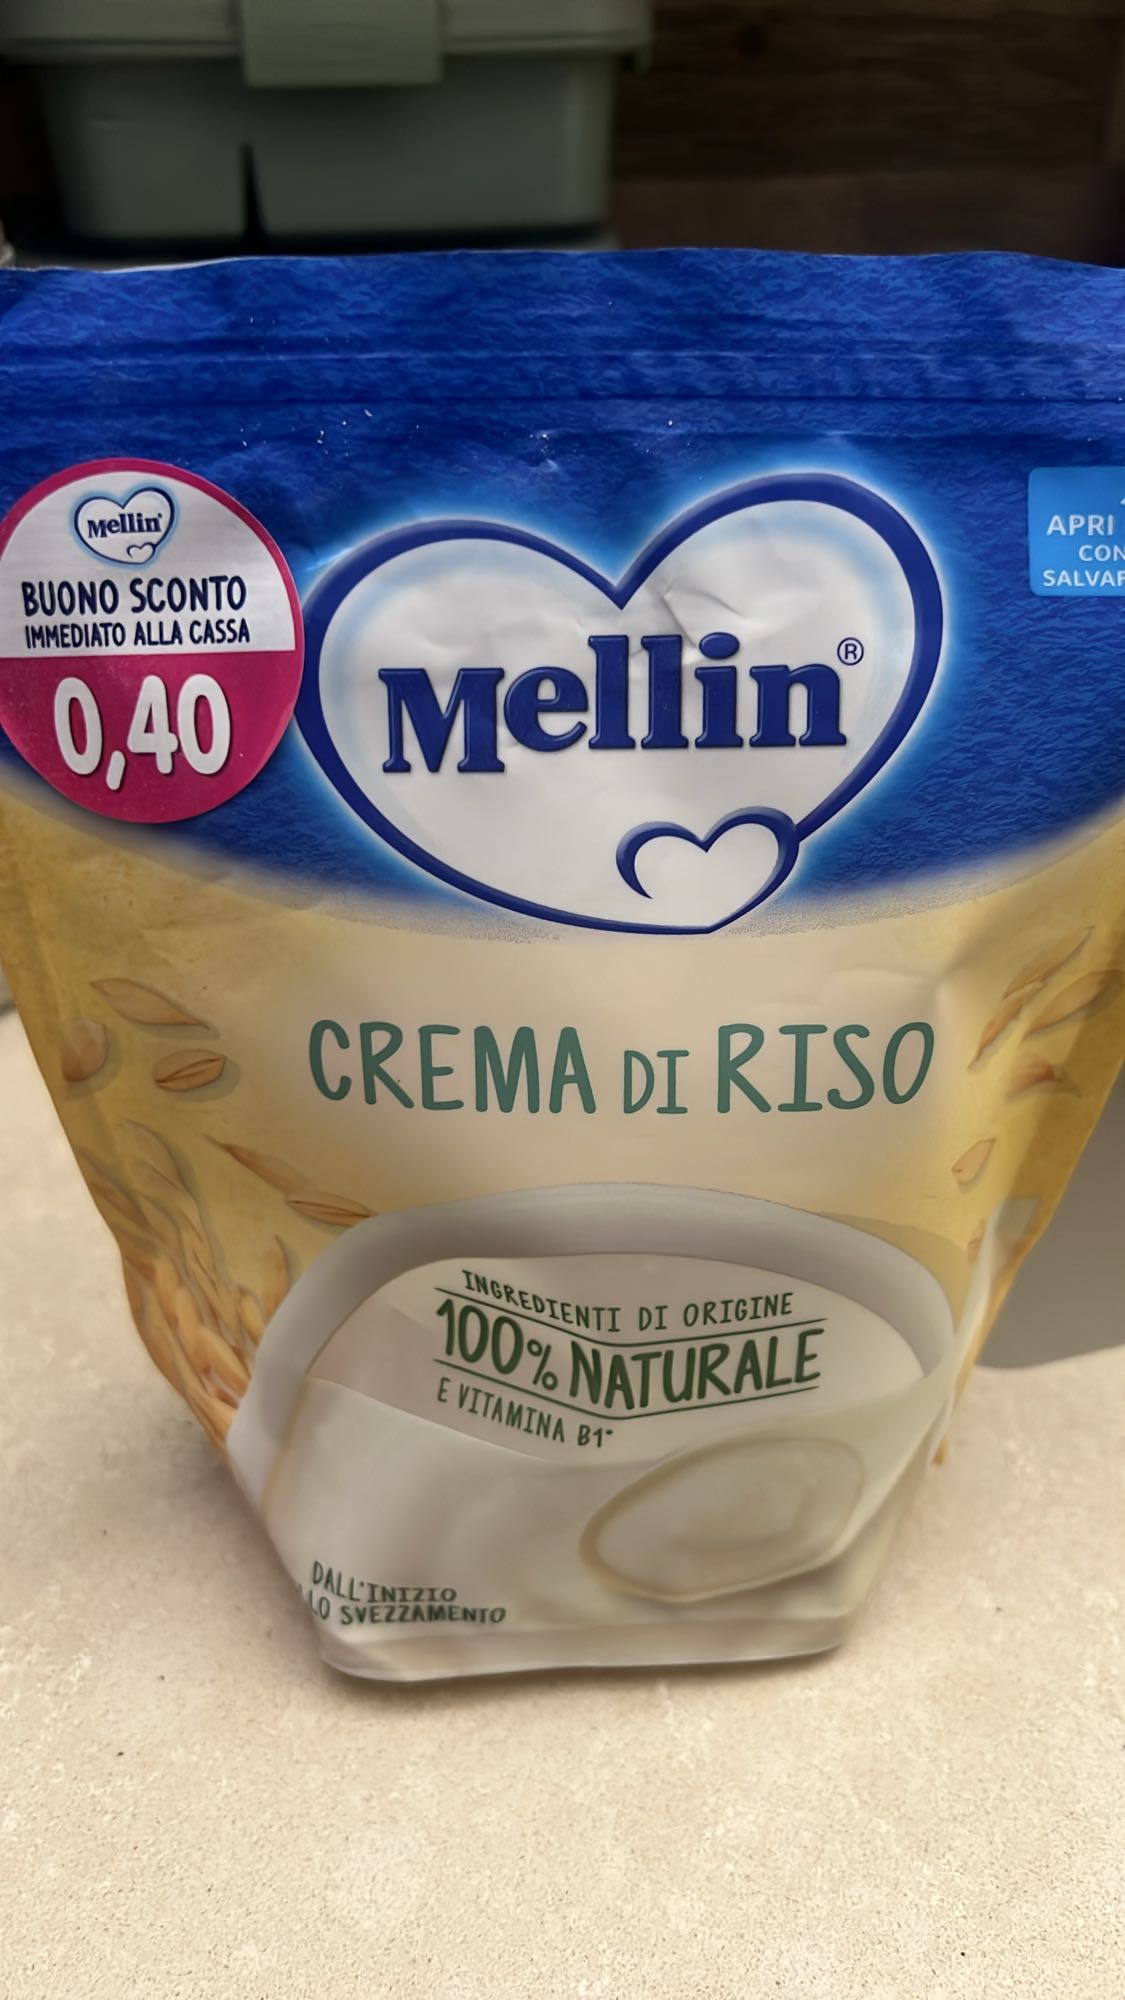 Mellin
BUONO SCONTO
IMMEDIATO ALLA CASSA
0,40
Mellin®
APRI
CREMA DI RISO
INGREDIENTI DI ORIGINE
100% NATURALE
E VITAMINA B1*
DALL'INIZIO
SVEZZAMENTO